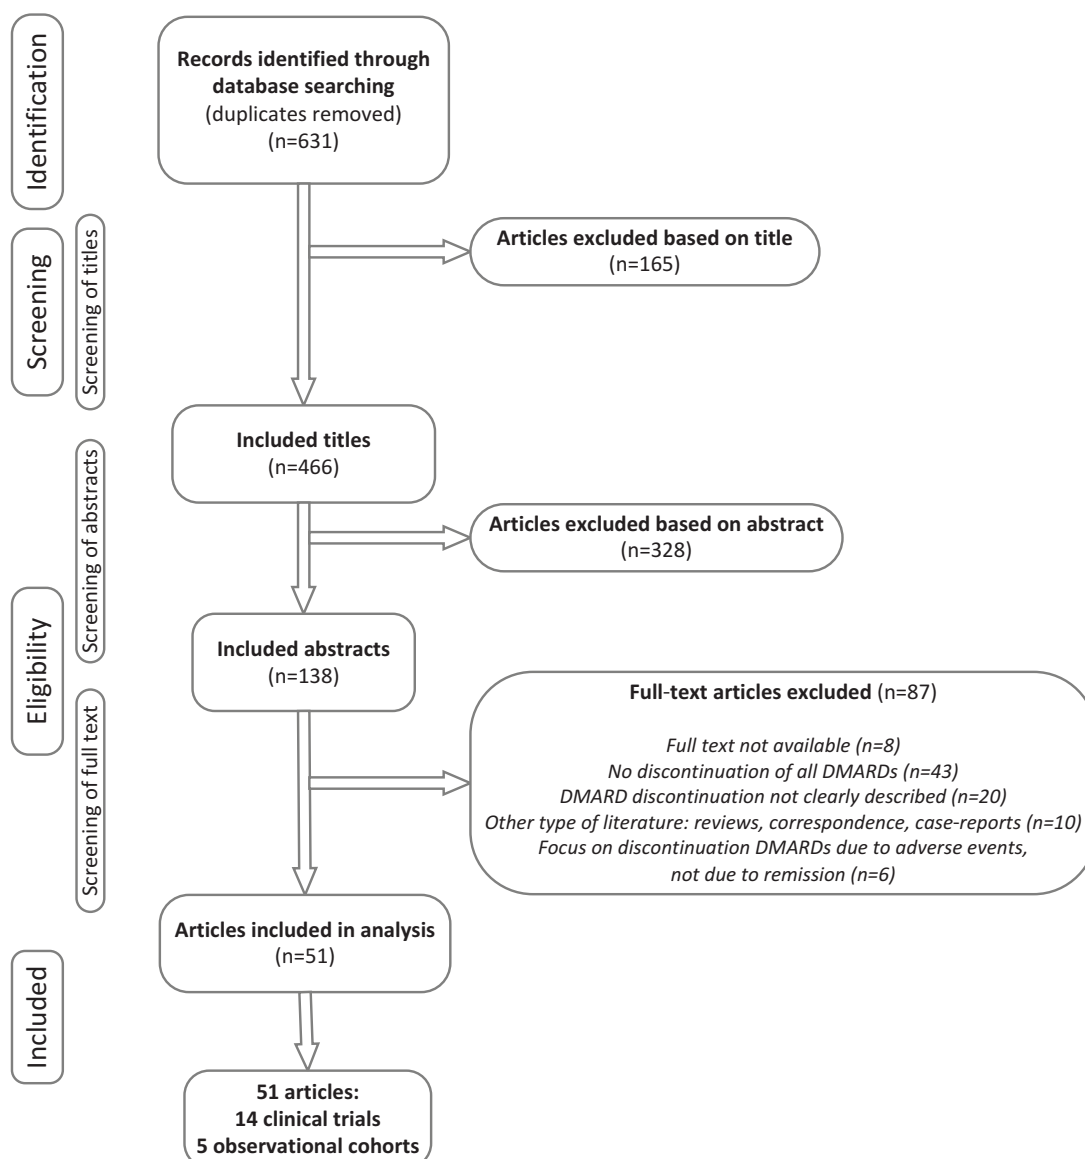 Identification
Records identified through
database searching
(duplicates removed)
(n=631)
Screening
Screening of titles
Articles excluded based on title
(n=165)
Included titles
(n=466)
Screening of abstracts
Articles excluded based on abstract
(n=328)
Eligibility
Included abstracts
(n=138)
Screening of full text
Full-text articles excluded (n=87)
Full text not available (n=8)
No discontinuation of all DMARDs (n=43)
DMARD discontinuation not clearly described (n=20)
Other type of literature: reviews, correspondence, case-reports (n=10)
Focus on discontinuation DMARDs due to adverse events,
not due to remission (n=6)
Articles included in analysis
(n=51)
Included
51 articles:
14 clinical trials
5 observational cohorts